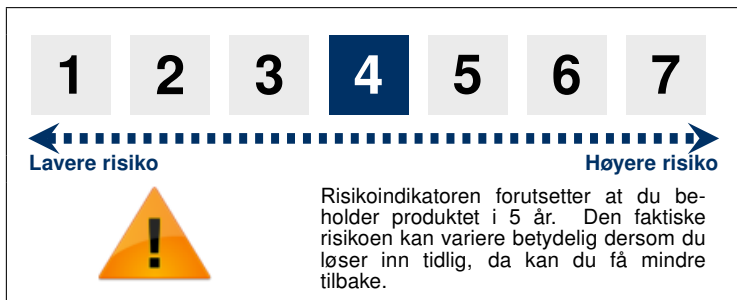 1 2 3 4 5 6 7
Lavere risiko Høyere risiko
!
Risikoindikatoren forutsetter at du be-
holder produktet i 5 år. Den faktiske
risikoen kan variere betydelig dersom du
løser inn tidlig, da kan du få mindre
tilbake.